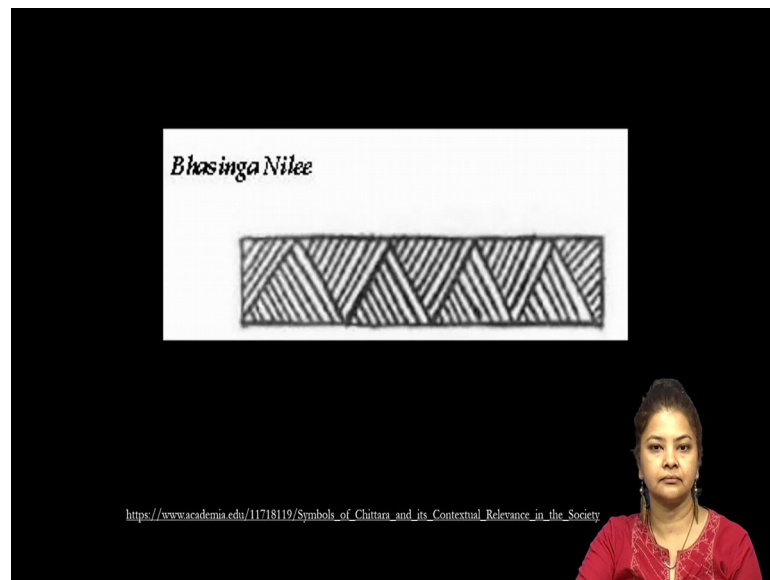 Bhasinga Nilee
https://www.academia.edu/11718119/Symbols_of_Chittara_and_its_Contextual_Relevance_in_the_Society